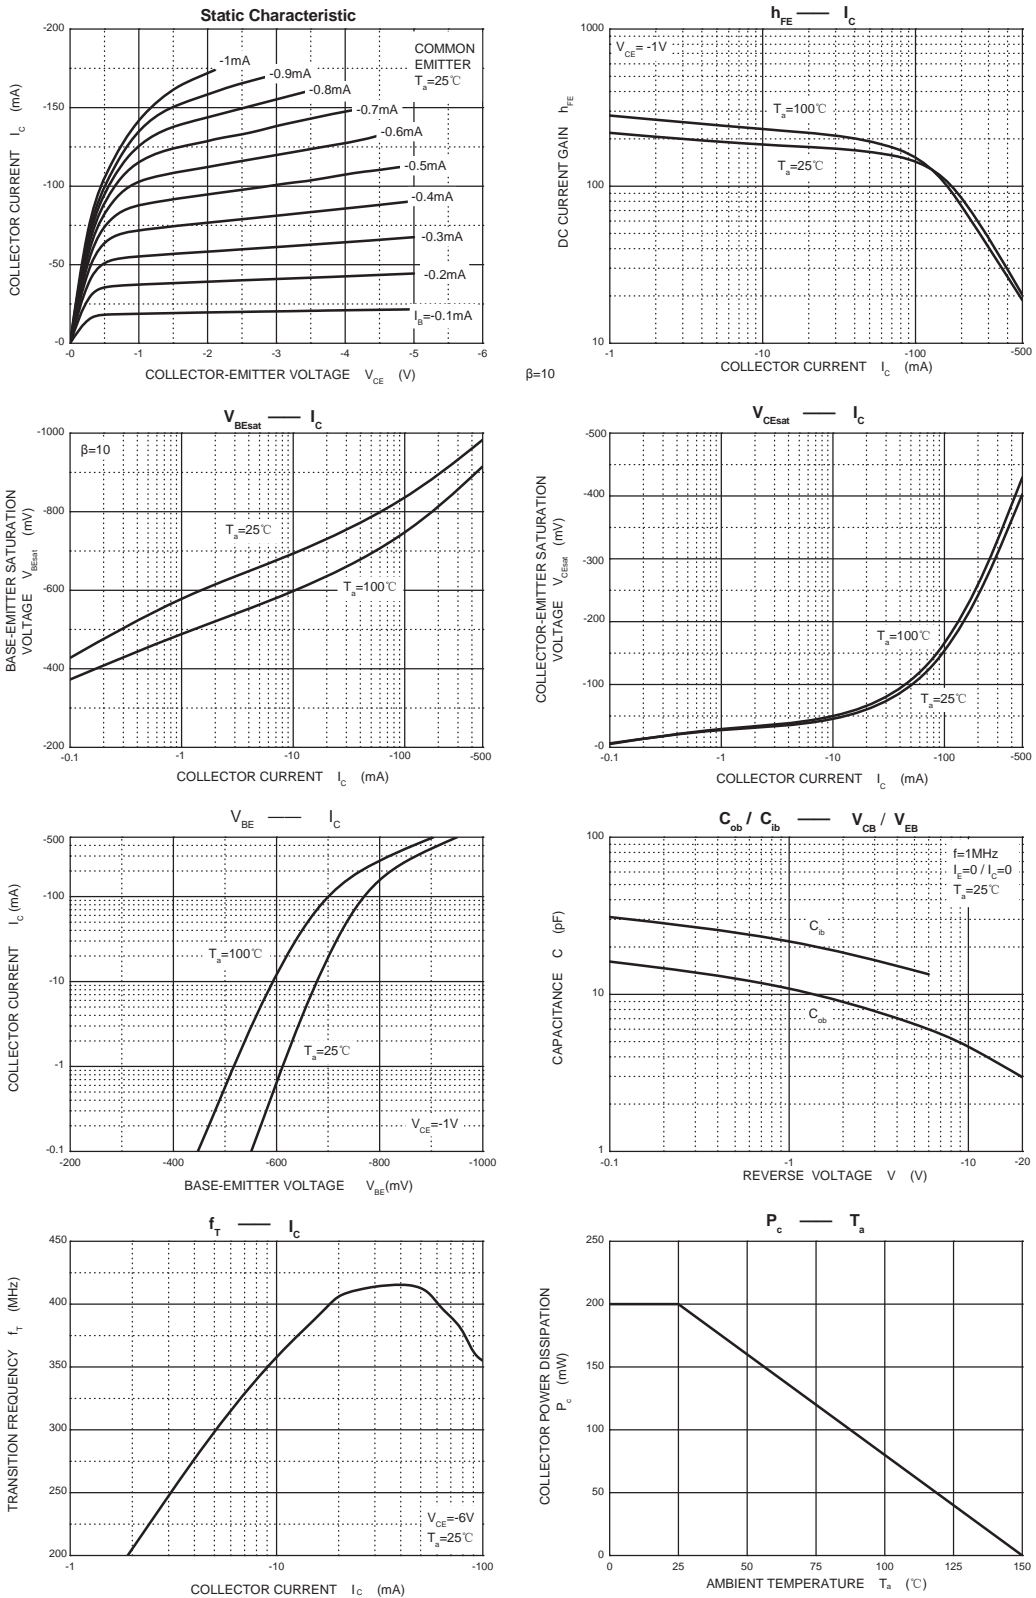 Static Characteristic
-200
-150
-100
-50
-0
-0
-1
-2
-3
-4
-5
-6
COLLECTOR CURRENT I_C (mA)
COLLECTOR-EMITTER VOLTAGE V_CE (V)
COMMON
EMITTER
T_a=25℃
-1mA
-0.9mA
-0.8mA
-0.7mA
-0.6mA
-0.5mA
-0.4mA
-0.3mA
-0.2mA
I_B=-0.1mA
h_FE —— I_C
1000
100
10
-1
-10
-100
-500
DC CURRENT GAIN h_FE
COLLECTOR CURRENT I_C (mA)
V_CE= -1V
T_a=100℃
T_a=25℃
β=10
V_BEsat —— I_C
-1000
-800
-600
-400
-200
-0.1
-1
-10
-100
-500
BASE-EMITTER SATURATION
VOLTAGE V_BEsat (mV)
COLLECTOR CURRENT I_C (mA)
β=10
T_a=25℃
T_a=100℃
V_CEsat —— I_C
-500
-400
-300
-200
-100
-0
-0.1
-1
-10
-100
-500
COLLECTOR-EMITTER SATURATION
VOLTAGE V_CEsat (mV)
COLLECTOR CURRENT I_C (mA)
T_a=100℃
T_a=25℃
V_BE —— I_C
-500
-100
-10
-1
-0.1
-200
-400
-600
-800
-1000
COLLECTOR CURRENT I_C (mA)
BASE-EMITTER VOLTAGE V_BE(mV)
T_a=100℃
T_a=25℃
V_CE=-1V
C_ob / C_ib —— V_CB / V_EB
100
10
1
-0.1
-1
-10
-20
CAPACITANCE C (pF)
REVERSE VOLTAGE V (V)
f=1MHz
I_E=0 / I_C=0
T_a=25℃
C_ib
C_ob
f_T —— I_C
450
400
350
300
250
200
-1
-10
-100
TRANSITION FREQUENCY f_T (MHz)
COLLECTOR CURRENT I_C (mA)
V_CE=-6V
T_a=25℃
P_c —— T_a
250
200
150
100
50
0
0
25
50
75
100
125
150
COLLECTOR POWER DISSIPATION
P_c (mW)
AMBIENT TEMPERATURE T_a (℃)